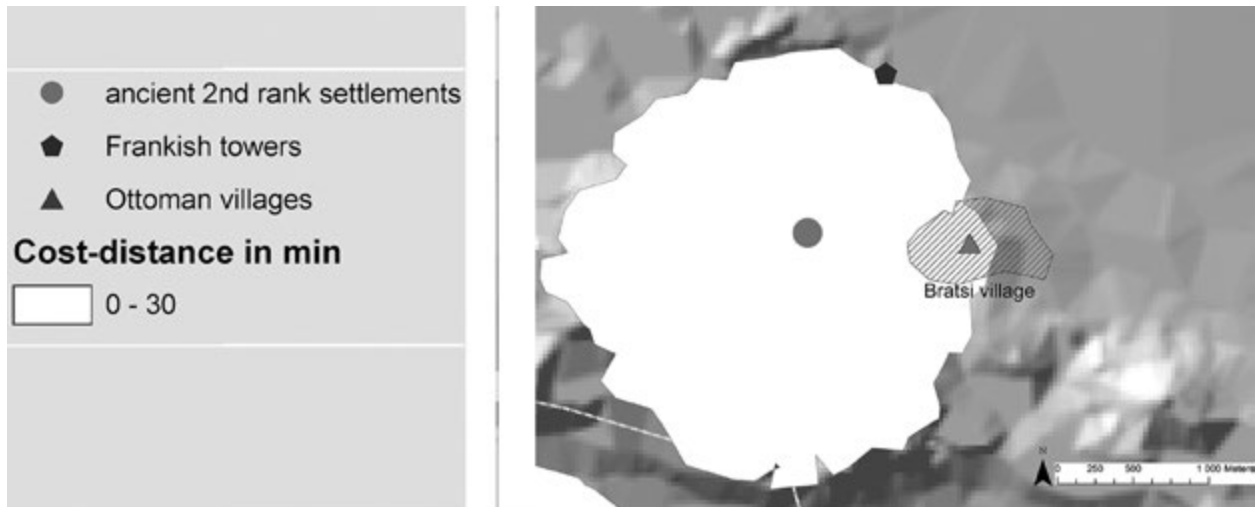 ancient 2nd rank settlements
Frankish towers
Ottoman villages
Cost-distance in min
0 - 30
Bratsi village
N
0 250 500 1 000 Meters